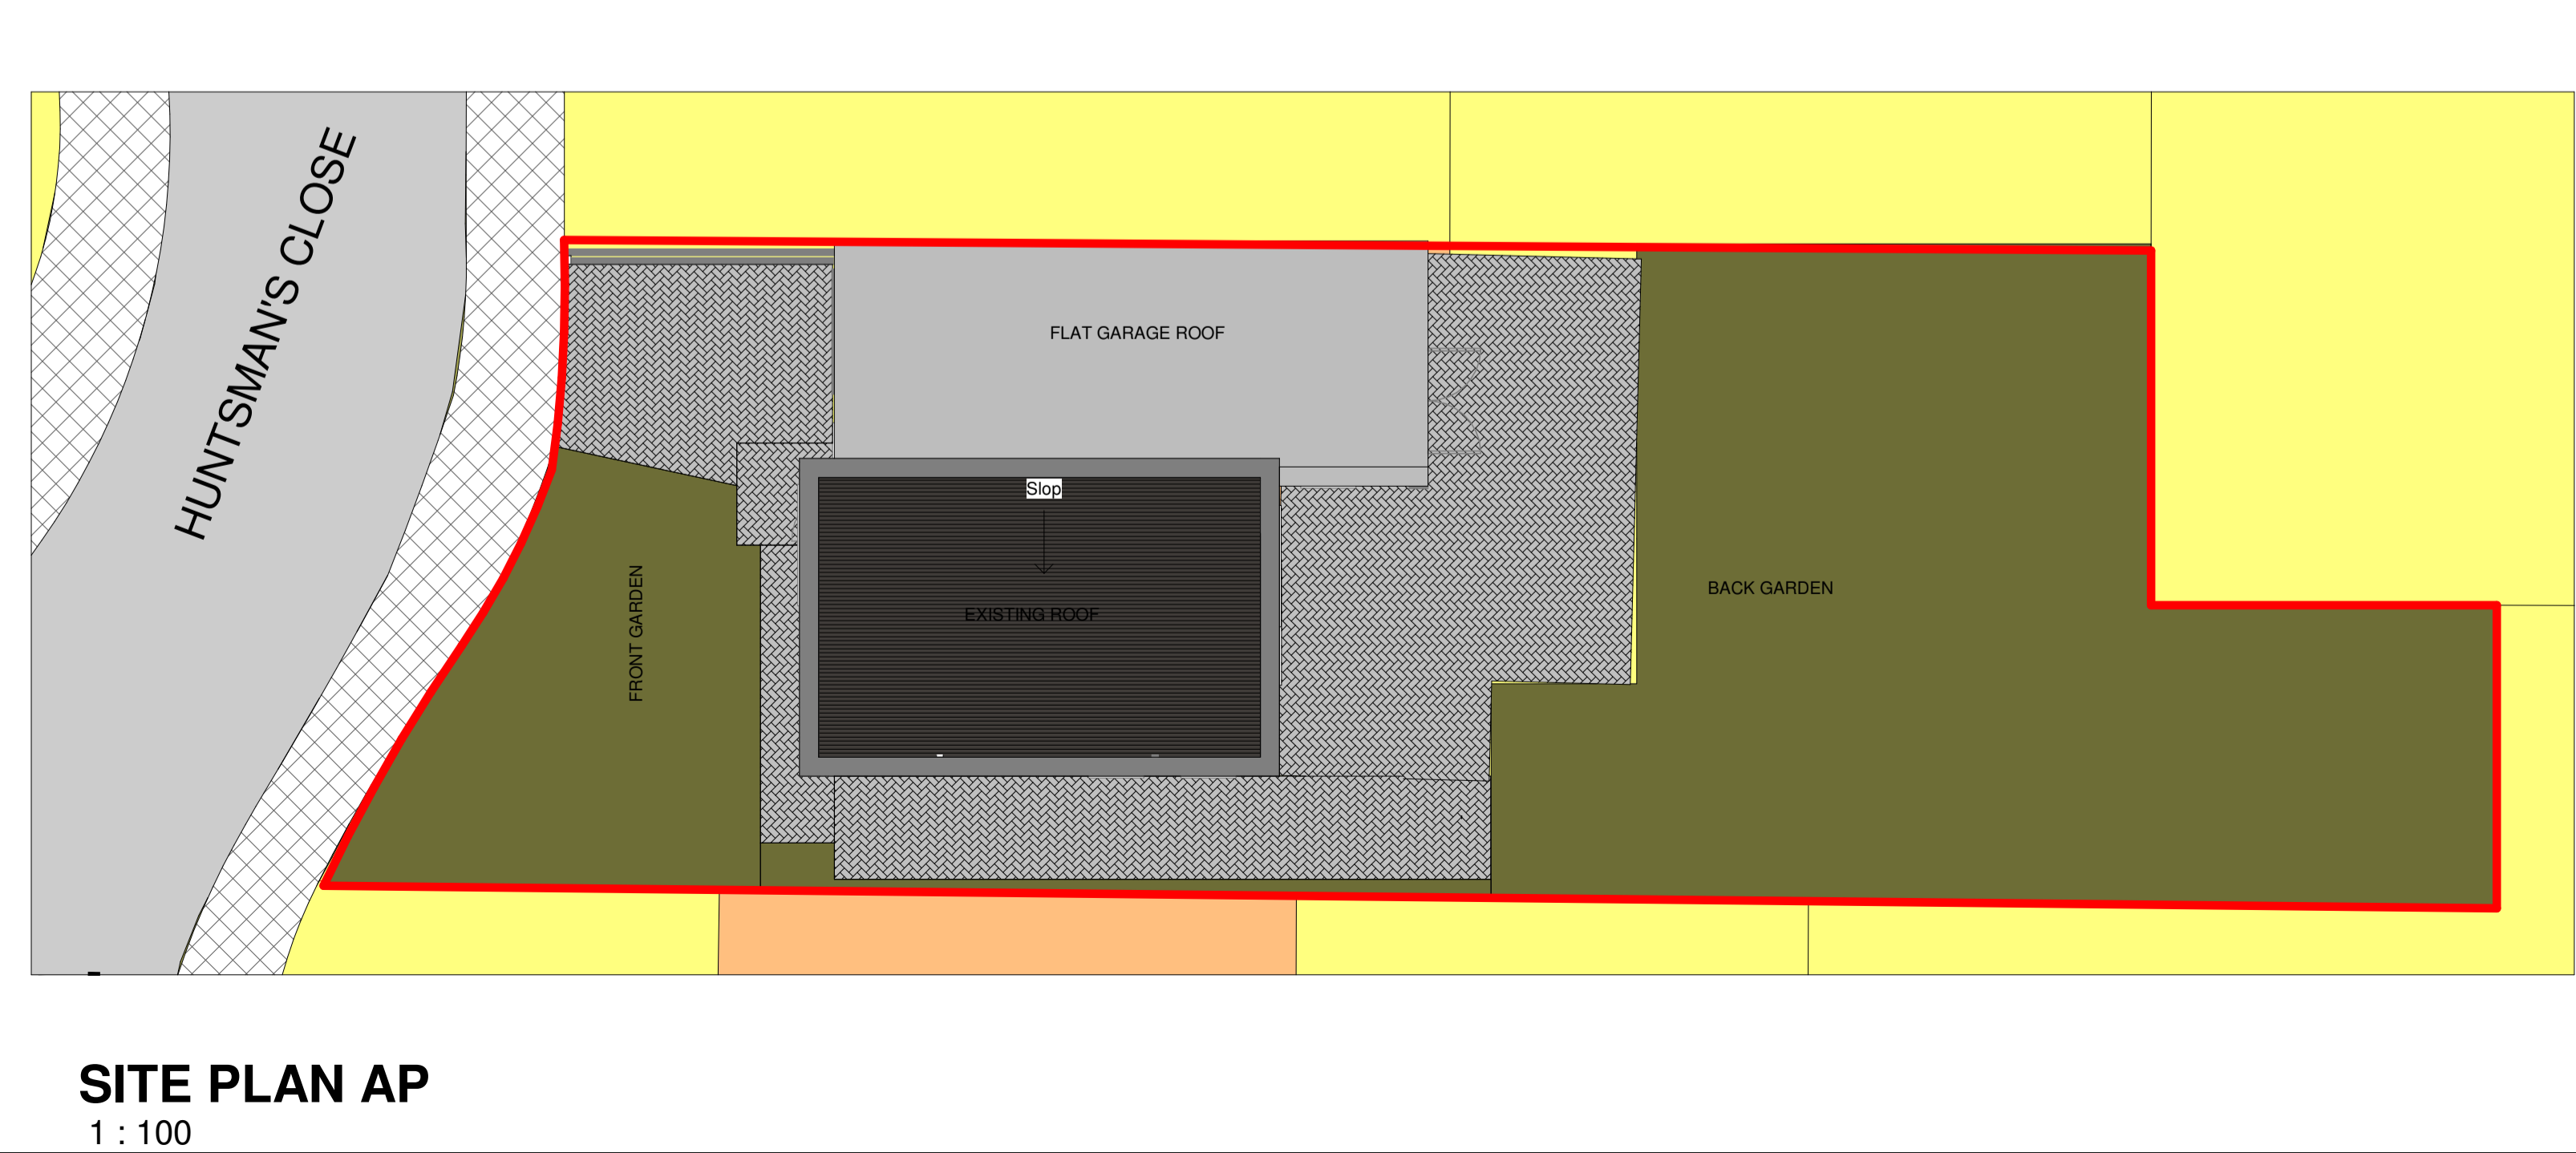 HUNTSMAN'S CLOSE
FLAT GARAGE ROOF
Slop
EXISTING ROOF
FRONT GARDEN
BACK GARDEN
SITE PLAN AP
1 : 100